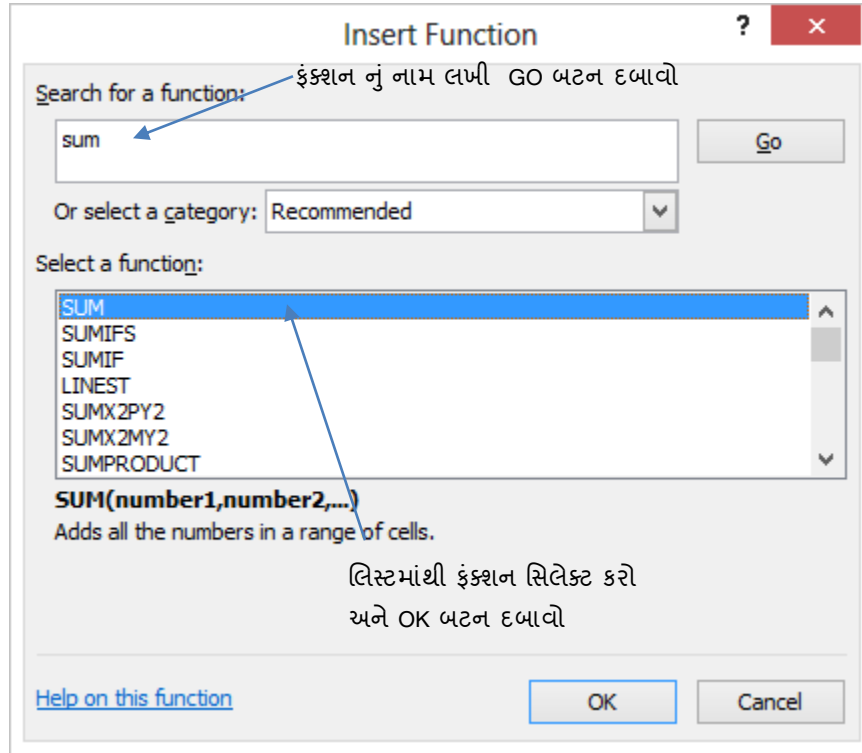 Insert Function
?
ફંક્શન નું નામ લખી GO બટન દબાવો
Search for a function:
sum
Go
Or select a category: Recommended
Select a function:
SUM
SUMIFS
SUMIF
LINEST
SUMX2PY2
SUMX2MY2
SUMPRODUCT
SUM(number1,number2,...)
Adds all the numbers in a range of cells.
લિસ્ટમાંથી ફંક્શન સિલેક્ટ કરો
અને OK બટન દબાવો
Help on this function
OK
Cancel